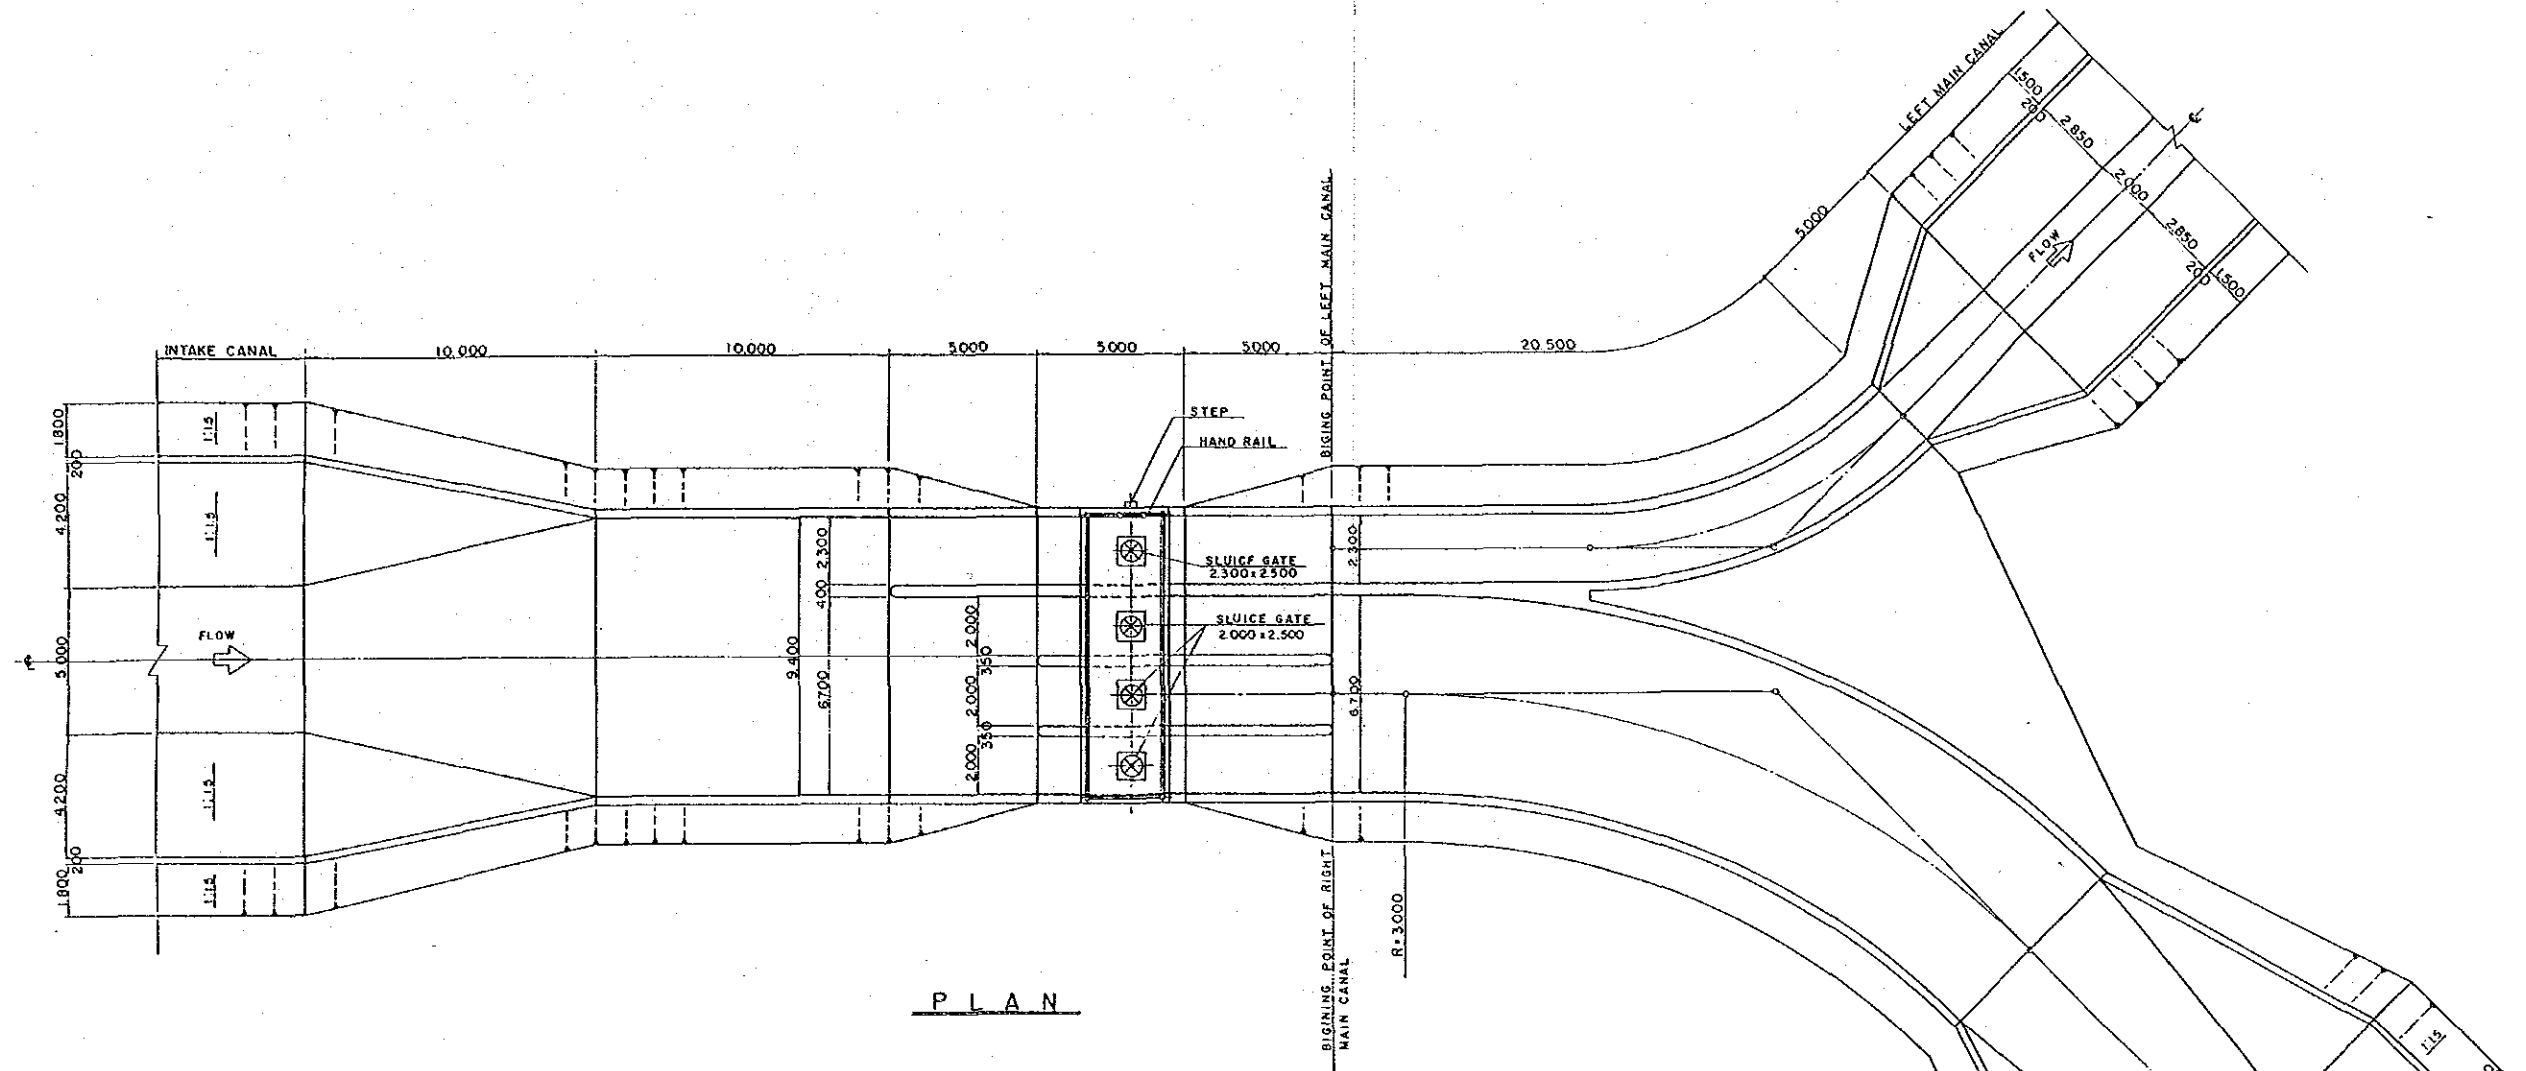 LEFT MAIN CANAL
1.500
200
2.850
2.000
2.850
200
1.500
FLOW
5.000
BIGINING POINT OF LEFT MAIN CANAL
INTAKE CANAL
10.000
10.000
5.000
5.000
5.000
20.500
STEP
HAND RAIL
1.800
200
4.200
5.000
4.200
200
1.800
1:1.5
1:1.5
1:1.5
1:1.5
FLOW
2.300
400
9.400
6.700
2.000
350
2.000
350
2.000
SLUICE GATE
2.300x2.500
SLUICE GATE
2.000x2.500
2.300
6.700
R=3000
BIGINING POINT OF RIGHT
MAIN CANAL
1:1.5
PLAN